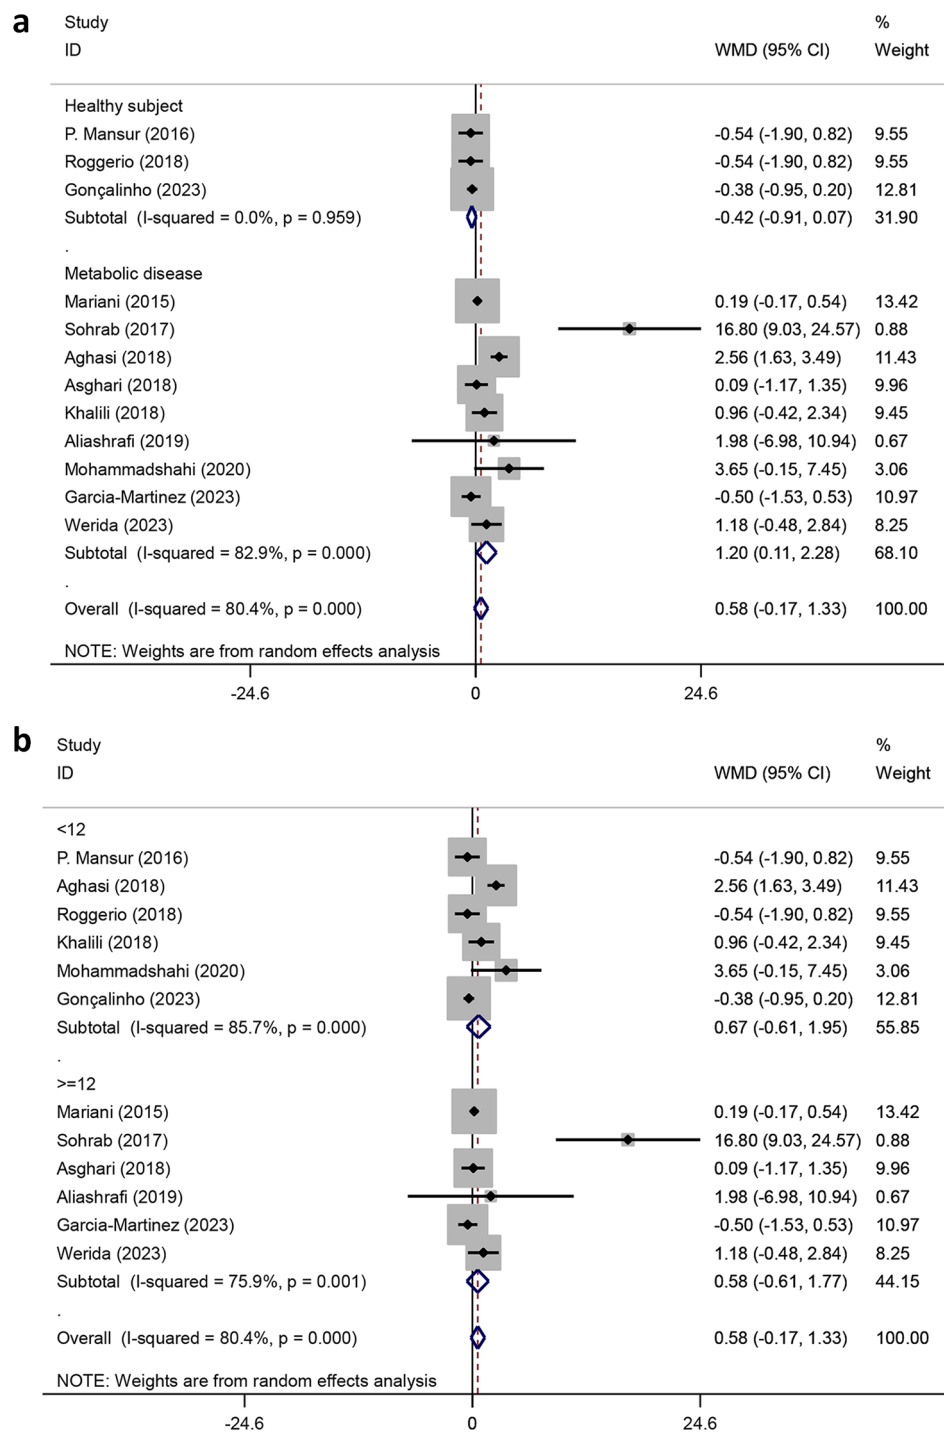 a
Study %
ID WMD (95% CI) Weight
Healthy subject
P. Mansur (2016) -0.54 (-1.90, 0.82) 9.55
Roggerio (2018) -0.54 (-1.90, 0.82) 9.55
Gonçalinho (2023) -0.38 (-0.95, 0.20) 12.81
Subtotal (I-squared = 0.0%, p = 0.959) -0.42 (-0.91, 0.07) 31.90
.
Metabolic disease
Mariani (2015) 0.19 (-0.17, 0.54) 13.42
Sohrab (2017) 16.80 (9.03, 24.57) 0.88
Aghasi (2018) 2.56 (1.63, 3.49) 11.43
Asghari (2018) 0.09 (-1.17, 1.35) 9.96
Khalili (2018) 0.96 (-0.42, 2.34) 9.45
Aliashrafi (2019) 1.98 (-6.98, 10.94) 0.67
Mohammadshahi (2020) 3.65 (-0.15, 7.45) 3.06
Garcia-Martinez (2023) -0.50 (-1.53, 0.53) 10.97
Werida (2023) 1.18 (-0.48, 2.84) 8.25
Subtotal (I-squared = 82.9%, p = 0.000) 1.20 (0.11, 2.28) 68.10
.
Overall (I-squared = 80.4%, p = 0.000) 0.58 (-0.17, 1.33) 100.00
NOTE: Weights are from random effects analysis
-24.6 0 24.6
b
Study %
ID WMD (95% CI) Weight
<12
P. Mansur (2016) -0.54 (-1.90, 0.82) 9.55
Aghasi (2018) 2.56 (1.63, 3.49) 11.43
Roggerio (2018) -0.54 (-1.90, 0.82) 9.55
Khalili (2018) 0.96 (-0.42, 2.34) 9.45
Mohammadshahi (2020) 3.65 (-0.15, 7.45) 3.06
Gonçalinho (2023) -0.38 (-0.95, 0.20) 12.81
Subtotal (I-squared = 85.7%, p = 0.000) 0.67 (-0.61, 1.95) 55.85
.
>=12
Mariani (2015) 0.19 (-0.17, 0.54) 13.42
Sohrab (2017) 16.80 (9.03, 24.57) 0.88
Asghari (2018) 0.09 (-1.17, 1.35) 9.96
Aliashrafi (2019) 1.98 (-6.98, 10.94) 0.67
Garcia-Martinez (2023) -0.50 (-1.53, 0.53) 10.97
Werida (2023) 1.18 (-0.48, 2.84) 8.25
Subtotal (I-squared = 75.9%, p = 0.001) 0.58 (-0.61, 1.77) 44.15
.
Overall (I-squared = 80.4%, p = 0.000) 0.58 (-0.17, 1.33) 100.00
NOTE: Weights are from random effects analysis
-24.6 0 24.6